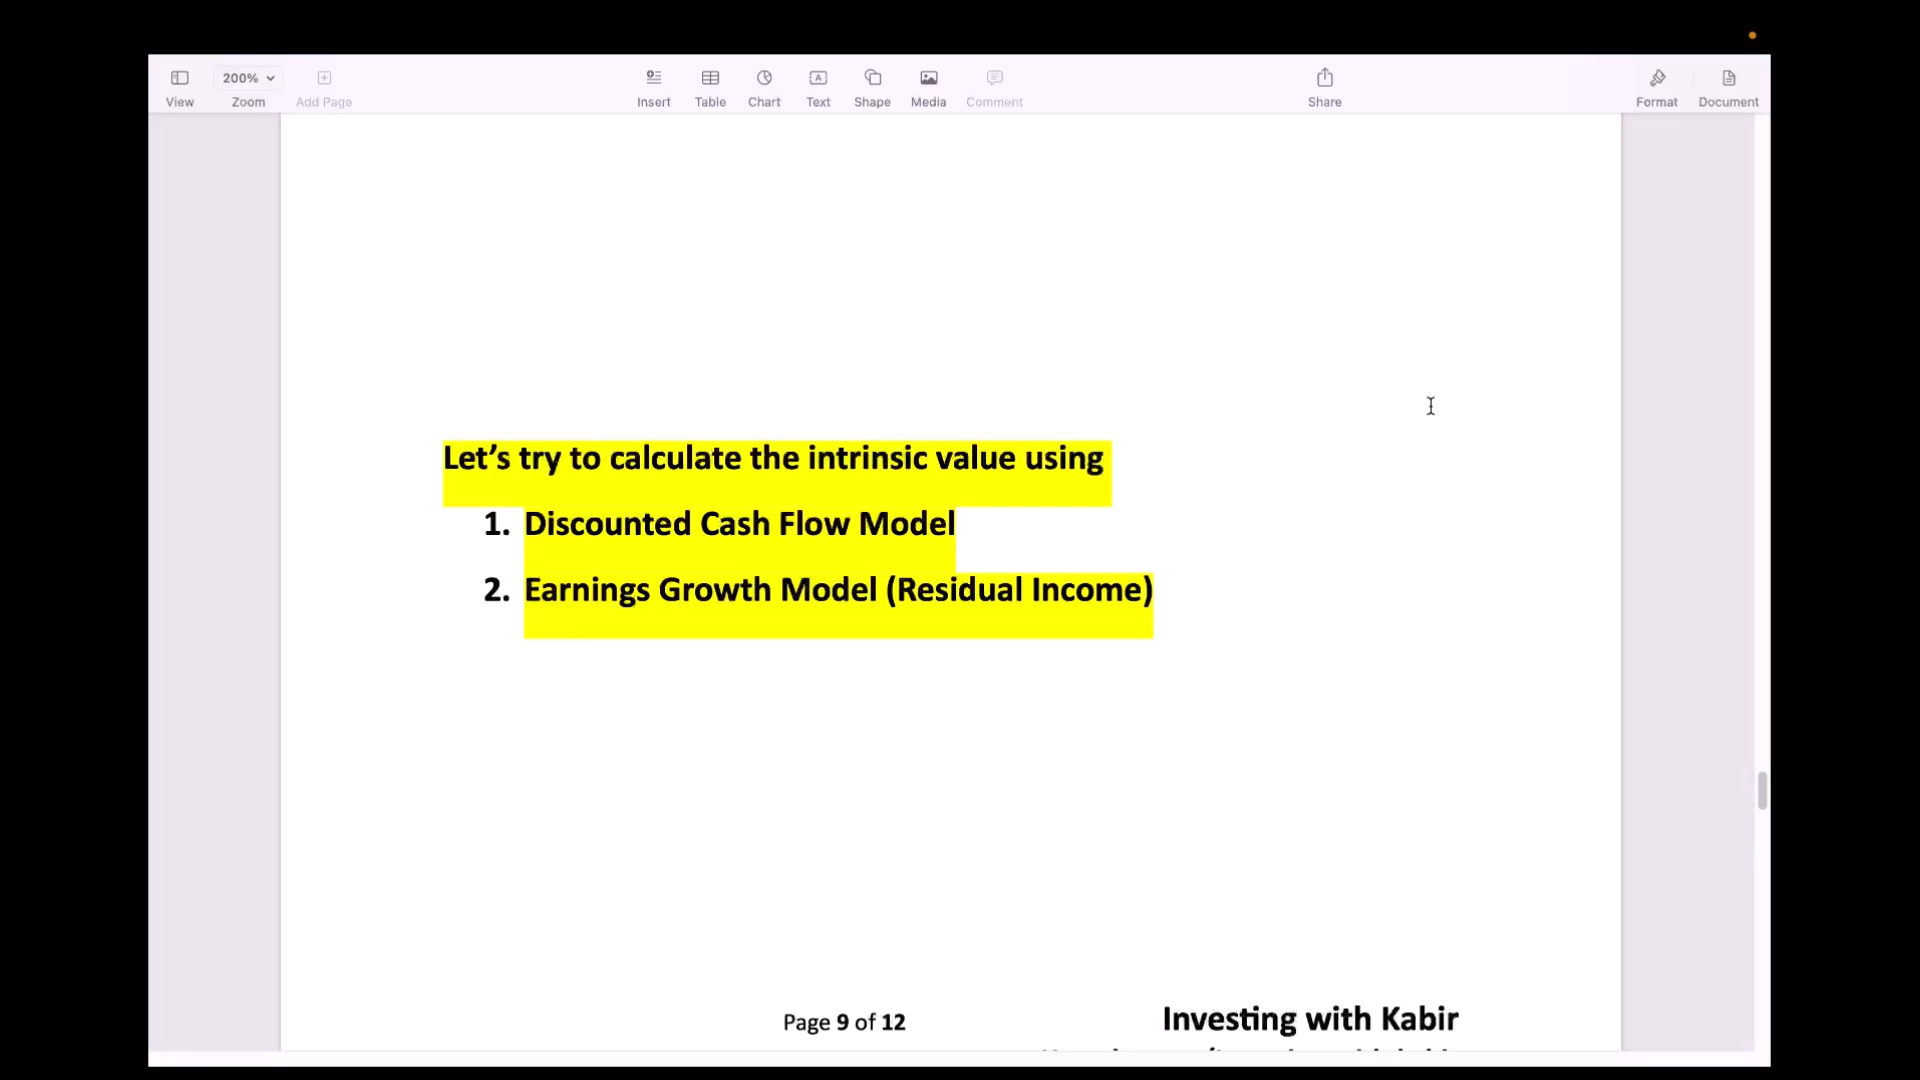 200%
View Zoom Add Page Insert Table Chart Text Shape Media Comment Share Format Document
Let’s try to calculate the intrinsic value using
1. Discounted Cash Flow Model
2. Earnings Growth Model (Residual Income)
Page 9 of 12
Investing with Kabir